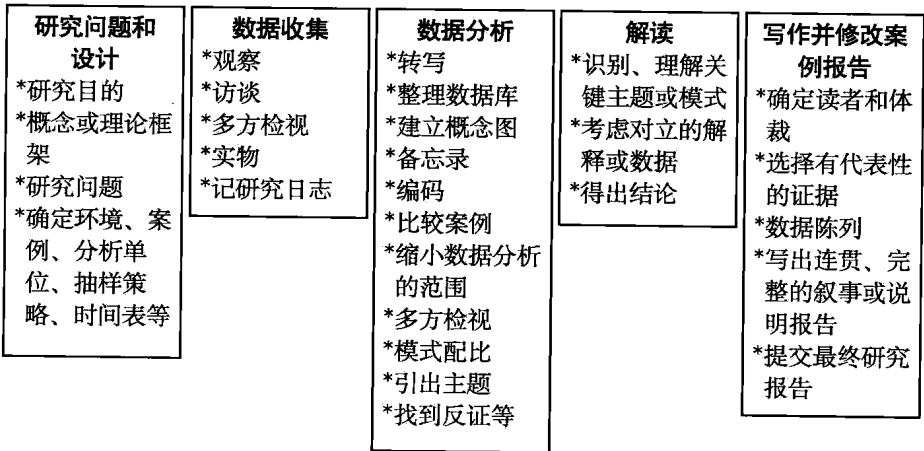 研究问题和
设计
*研究目的
*概念或理论框
架
*研究问题
*确定环境、案
例、分析单
位、抽样策
略、时间表等
数据收集
*观察
*访谈
*多方检视
*实物
*记研究日志
数据分析
*转写
*整理数据库
*建立概念图
*备忘录
*编码
*比较案例
*缩小数据分析
的范围
*多方检视
*模式配比
*引出主题
*找到反证等
解读
*识别、理解关
键主题或模式
*考虑对立的解
释或数据
*得出结论
写作并修改案
例报告
*确定读者和体
裁
*选择有代表性
的证据
*数据陈列
*写出连贯、完
整的叙事或说
明报告
*提交最终研究
报告